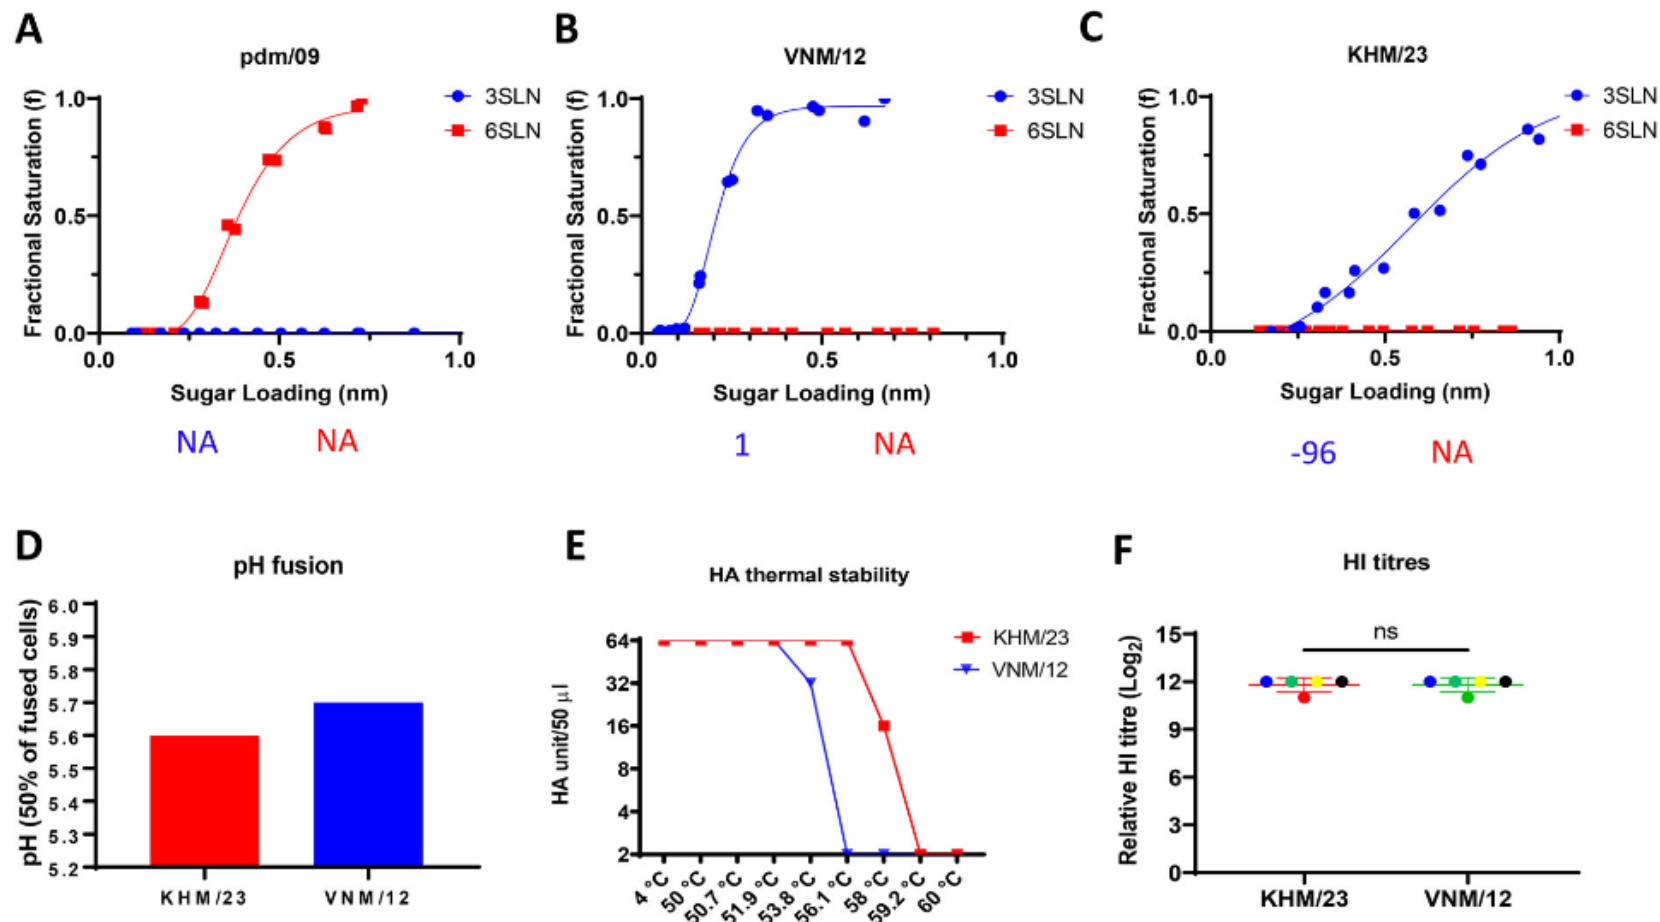 A
pdm/09
Fractional Saturation (f)
1.0
0.5
0.0
0.0
0.5
1.0
Sugar Loading (nm)
3SLN
6SLN
NA
NA
B
VNM/12
Fractional Saturation (f)
1.0
0.5
0.0
0.0
0.5
1.0
Sugar Loading (nm)
3SLN
6SLN
1
NA
C
KHM/23
Fractional Saturation (f)
1.0
0.5
0.0
0.0
0.5
1.0
Sugar Loading (nm)
3SLN
6SLN
-96
NA
D
pH fusion
pH (50% of fused cells)
6.0
5.9
5.8
5.7
5.6
5.5
5.4
5.3
5.2
KHM/23
VNM/12
E
HA thermal stability
HA unit/50 µl
64
32
16
8
4
2
4 °C
50 °C
50.7 °C
51.9 °C
53.8 °C
56.1 °C
58 °C
59.2 °C
60 °C
KHM/23
VNM/12
F
HI titres
Relative HI titre (Log2)
15
12
9
6
3
0
ns
KHM/23
VNM/12